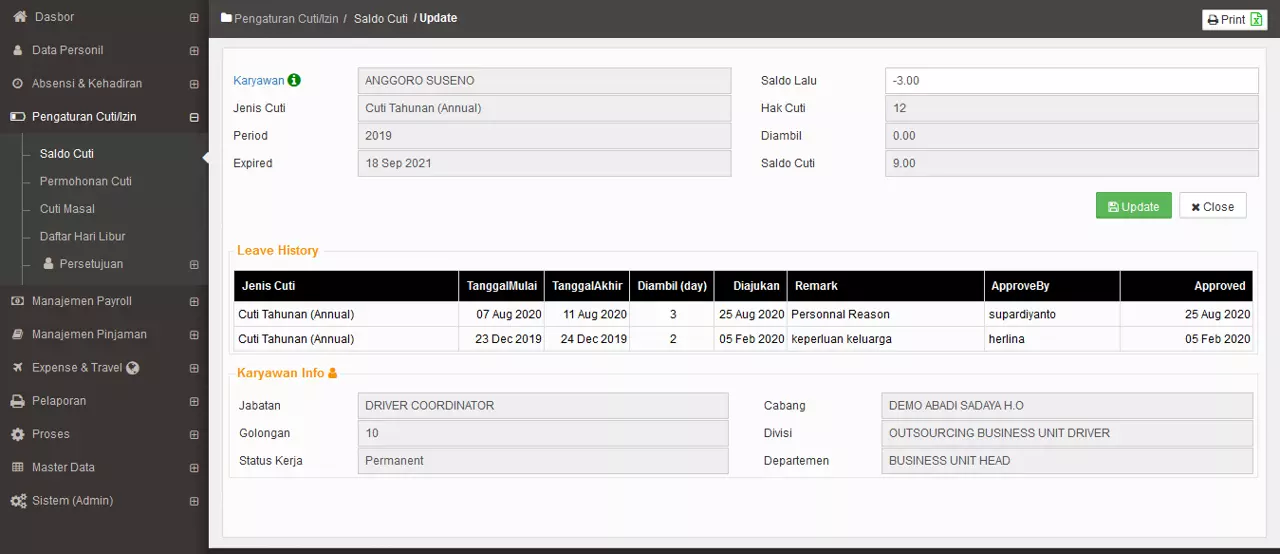 Dasbor
Data Personil
Absensi & Kehadiran
Pengaturan Cuti/Izin
Saldo Cuti
Permohonan Cuti
Cuti Masal
Daftar Hari Libur
Persetujuan
Manajemen Payroll
Manajemen Pinjaman
Expense & Travel
Pelaporan
Proses
Master Data
Sistem (Admin)
Pengaturan Cuti/Izin / Saldo Cuti / Update
Print
Karyawan ANGGORO SUSENO Saldo Lalu -3.00
Jenis Cuti Cuti Tahunan (Annual) Hak Cuti 12
Period 2019 Diambil 0.00
Expired 18 Sep 2021 Saldo Cuti 9.00
Update Close
Leave History
Jenis Cuti TanggalMulai TanggalAkhir Diambil (day) Diajukan Remark ApproveBy Approved
Cuti Tahunan (Annual) 07 Aug 2020 11 Aug 2020 3 25 Aug 2020 Personnal Reason supardiyanto 25 Aug 2020
Cuti Tahunan (Annual) 23 Dec 2019 24 Dec 2019 2 05 Feb 2020 keperluan keluarga herlina 05 Feb 2020
Karyawan Info
Jabatan DRIVER COORDINATOR Cabang DEMO ABADI SADAYA H.O
Golongan 10 Divisi OUTSOURCING BUSINESS UNIT DRIVER
Status Kerja Permanent Departemen BUSINESS UNIT HEAD